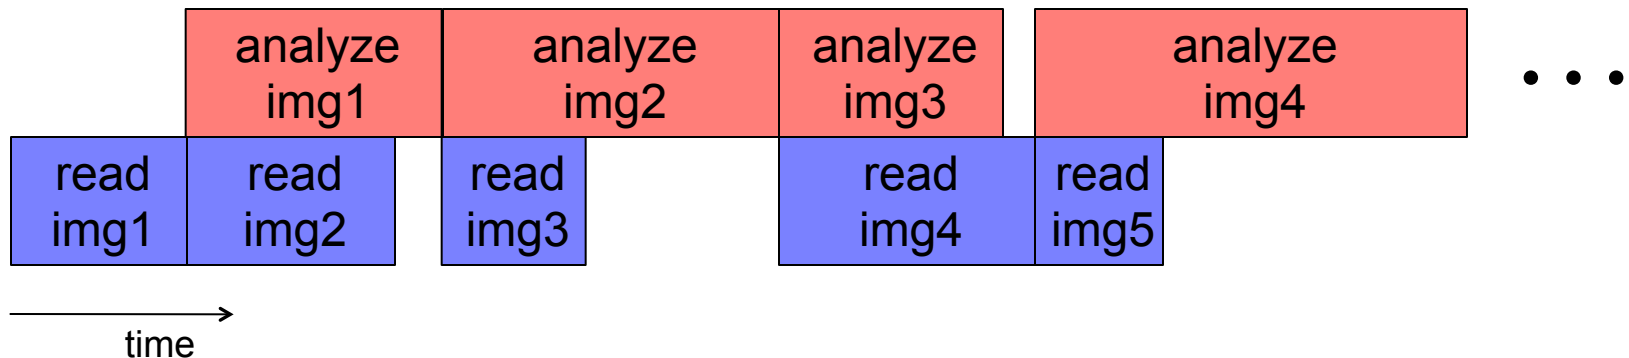 analyze
img1
analyze
img2
analyze
img3
analyze
img4
• • •
read
img1
read
img2
read
img3
read
img4
read
img5
time